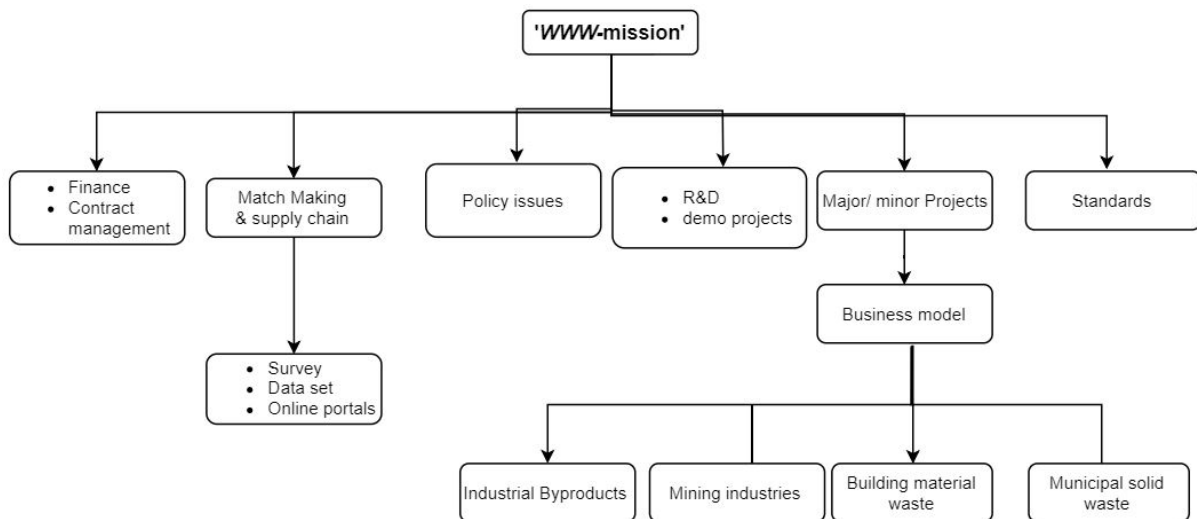 'WWW-mission'
• Finance
• Contract
management
Match Making
& supply chain
Policy issues
• R&D
• demo projects
Major/ minor Projects
Standards
Business model
• Survey
• Data set
• Online portals
Industrial Byproducts
Mining industries
Building material
waste
Municipal solid
waste